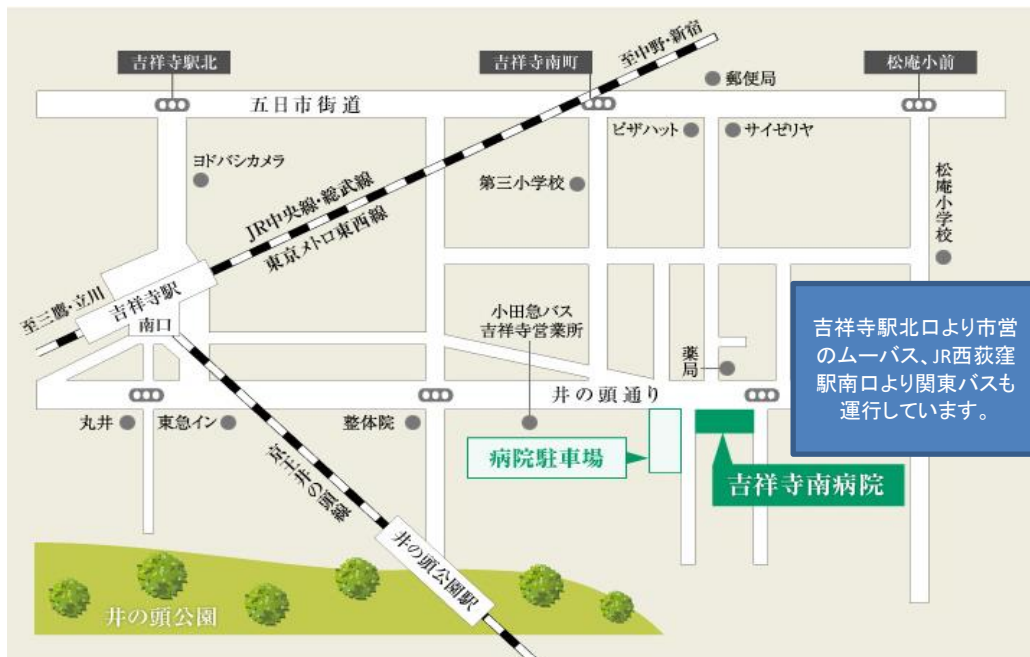 至中野・新宿
吉祥寺駅北
吉祥寺南町
松庵小前
郵便局
五日市街道
ピザハット
サイゼリヤ
ヨドバシカメラ
第三小学校
松庵小学校
JR中央線・総武線
東京メトロ東西線
至三鷹・立川
吉祥寺駅
南口
小田急バス
吉祥寺営業所
薬局
吉祥寺駅北口より市営
のムーバス、JR西荻窪
駅南口より関東バスも
運行しています。
井の頭通り
丸井
東急イン
整体院
病院駐車場
吉祥寺南病院
京王井の頭線
井の頭公園駅
井の頭公園